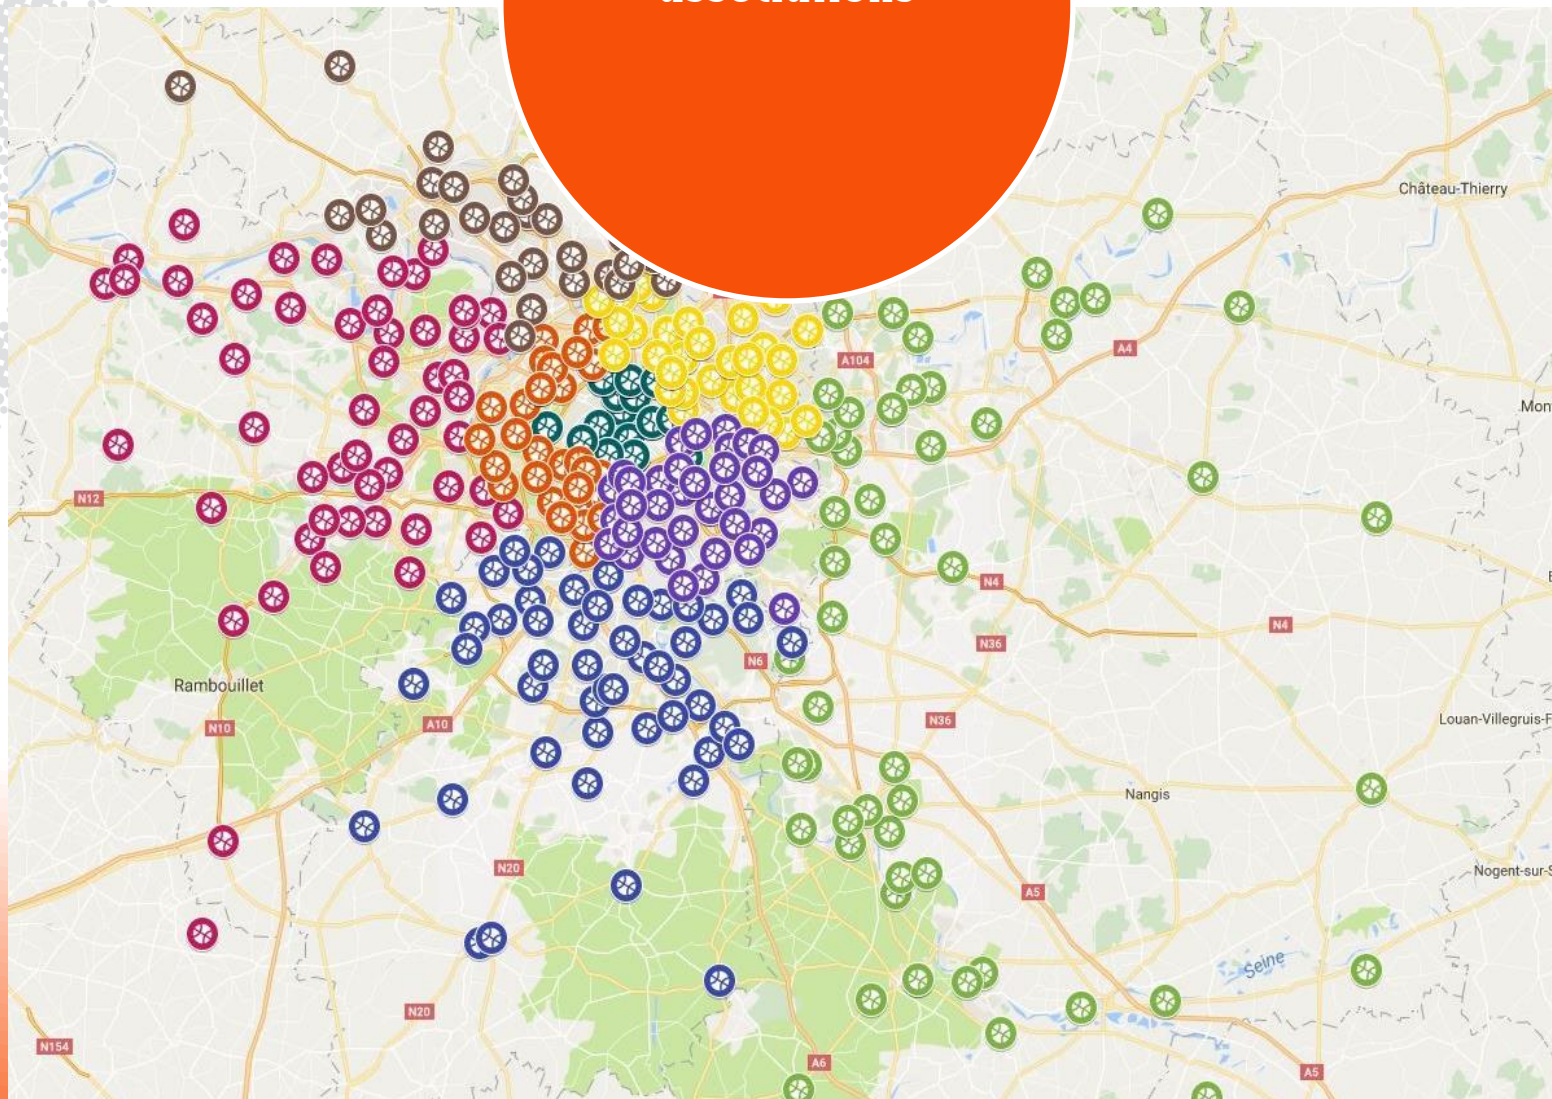 associations
Château-Thierry
A104
A4
Mon
N12
N4
N4
N36
N6
Rambouillet
N10
A10
N36
Louan-Villegruis-F
Nangis
N20
Nogent-sur-S
A5
Seine
N20
N154
A6
A5